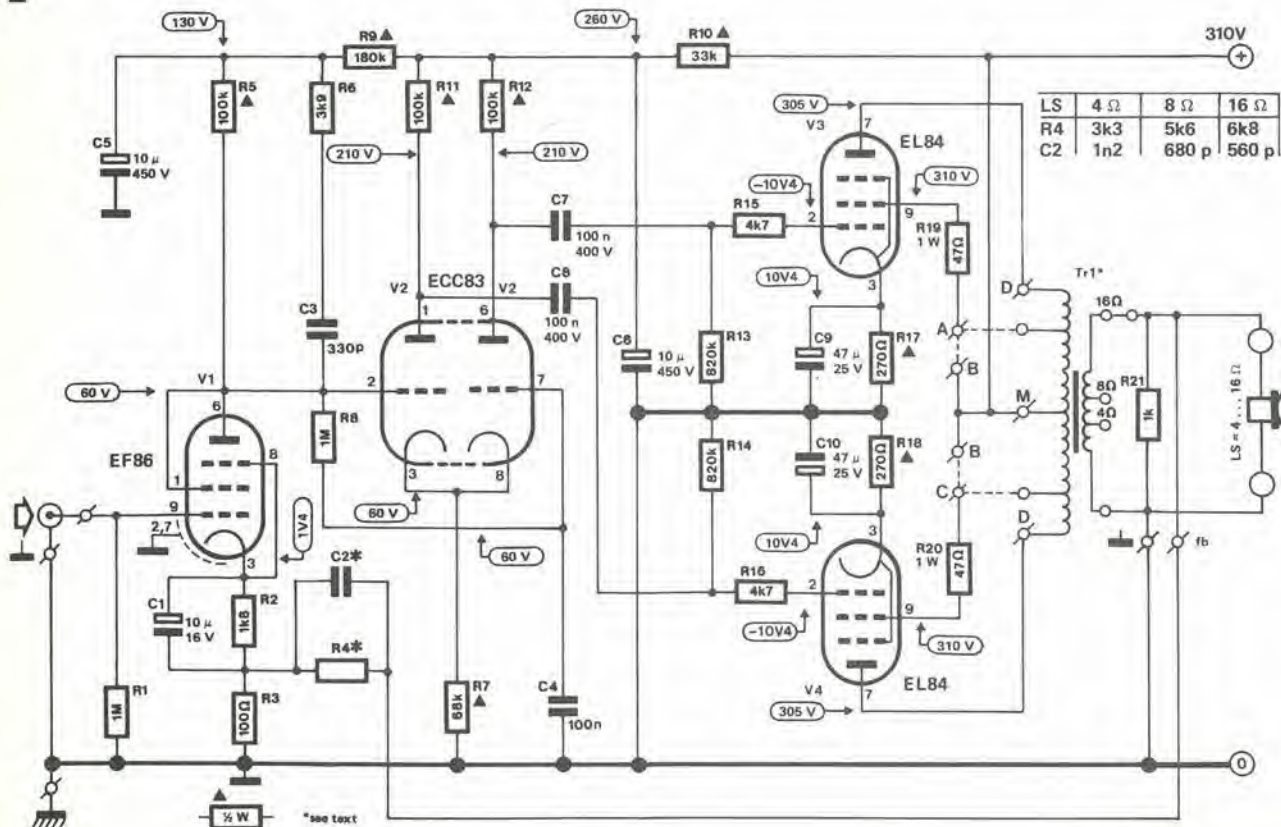 130 V
260 V
310V
+
R9▲
180k
R10▲
33k
R5
▲
100k
3k9
R6
100k
R11
▲
100k
R12
▲
C5
10 µ
450 V
210 V
210 V
305 V
7
V3
EL84
LS 4 Ω 8 Ω 16 Ω
R4 3k3 5k6 6k8
C2 1n2 680 p 560 p
-10V4
310 V
C7
100 n
400 V
R15
4k7
2
9
R19
1 W
47Ω
ECC83
V2
V2
C8
100 n
400 V
10V4
3
D
Tr1*
16Ω
1
6
C3
330p
C6
10 µ
450 V
R13
820k
C9
47 µ
25 V
270Ω
R17
▲
A
B
60 V
V1
2
7
M
8Ω
4Ω
R21
1k
LS = 4 ... 16 Ω
6
R8
1M
R14
820k
C10
47 µ
25 V
270Ω
R18
▲
B
EF86
8
1
9
2,7
3
3
8
60 V
60 V
C
D
10V4
3
R20
1 W
47Ω
fb
1V4
C2*
R16
4k7
2
9
-10V4
310 V
C1
10 µ
16 V
R2
1k8
R4*
EL84
R1
1M
R3
100Ω
68k
R7
▲
C4
100n
V4
7
305 V
0
▲
½ W
*see text